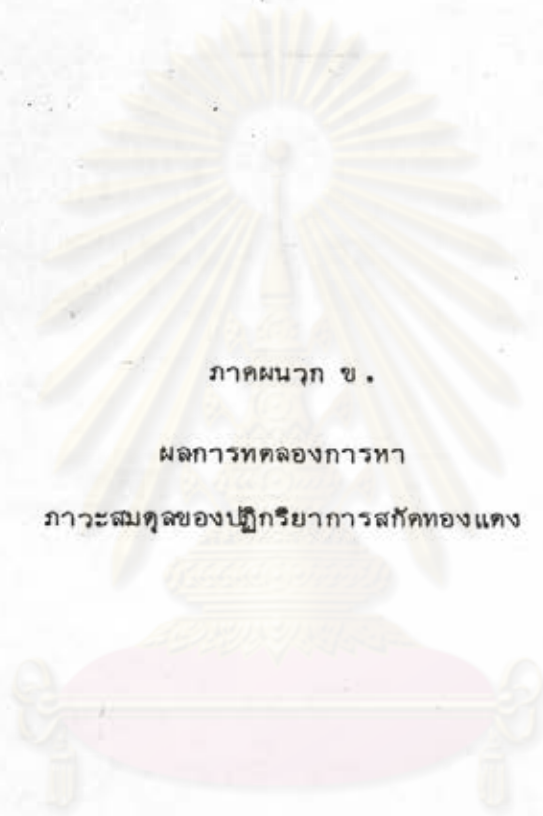 ภาคผนวก ข.
ผลการทดลองการหา
ภาวะสมดุลของปฏิกริยาการสกัดทองแดง